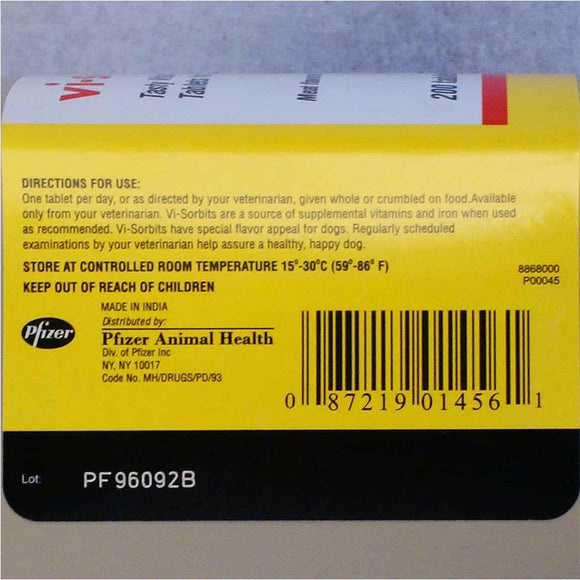 Tasty
Tablets
Meat
200
DIRECTIONS FOR USE:
One tablet per day, or as directed by your veterinarian, given whole or crumbled on food.Available
only from your veterinarian. Vi-Sorbits are a source of supplemental vitamins and iron when used
as recommended. Vi-Sorbits have special flavor appeal for dogs. Regularly scheduled
examinations by your veterinarian help assure a healthy, happy dog.
STORE AT CONTROLLED ROOM TEMPERATURE 15°-30°C (59°-86° F)
KEEP OUT OF REACH OF CHILDREN
8868000
P00045
MADE IN INDIA
Distributed by:
Pfizer
Pfizer Animal Health
Div. of Pfizer Inc
NY, NY 10017
Code No. MH/DRUGS/PD/93
0 87219 01456 1
Lot: PF96092B